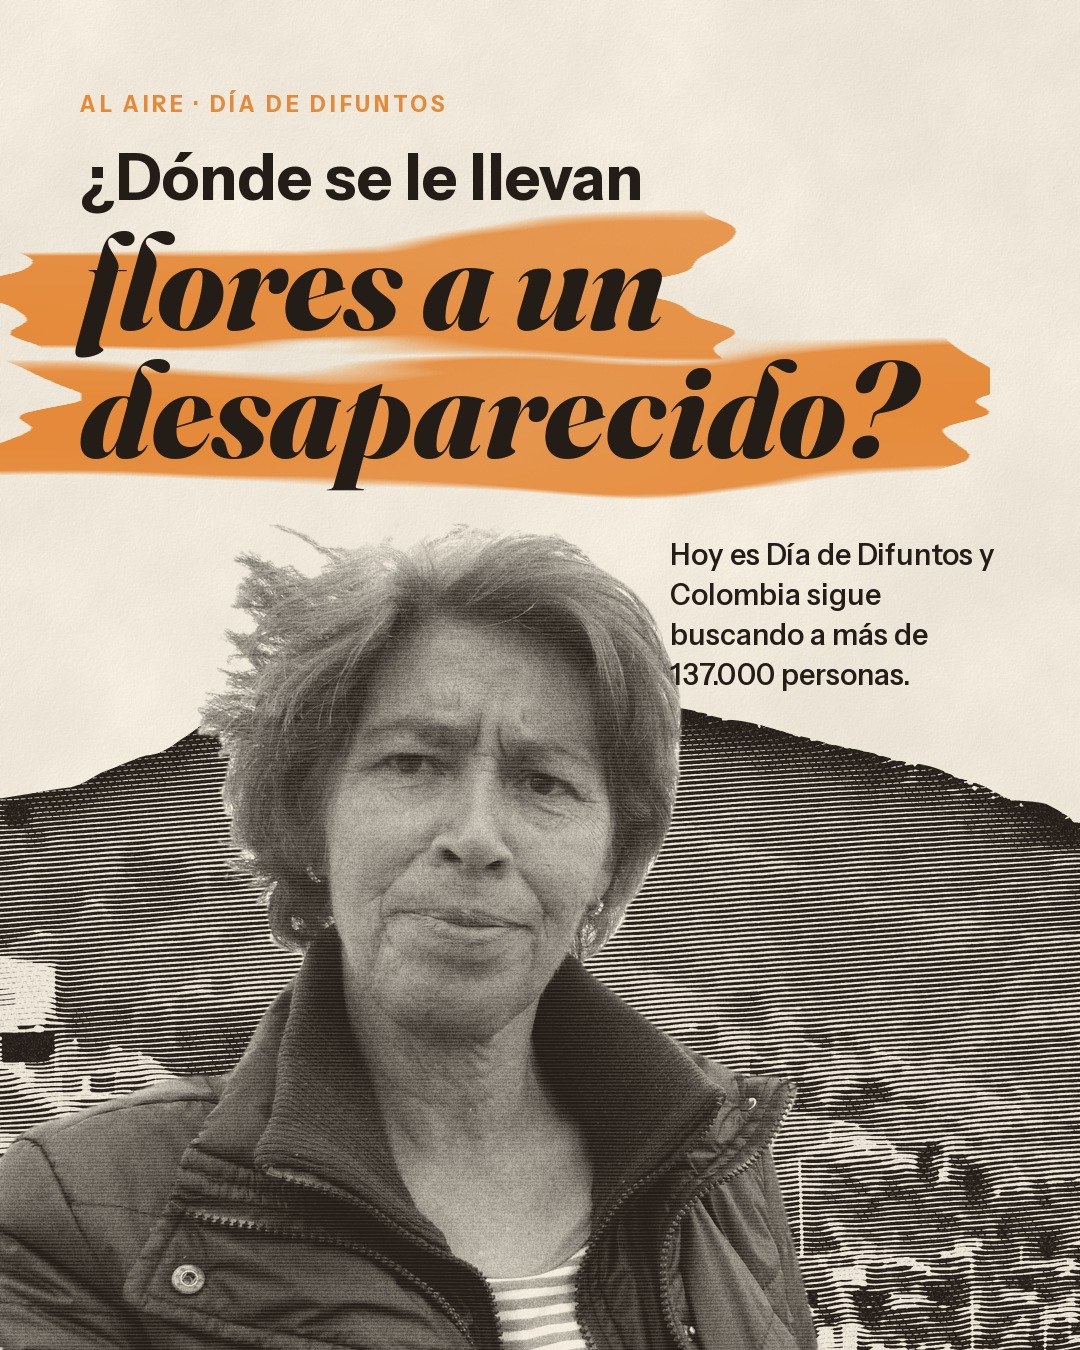 AL AIRE · DÍA DE DIFUNTOS
¿Dónde se le llevan
flores a un
desaparecido?
Hoy es Día de Difuntos y
Colombia sigue
buscando a más de
137.000 personas.